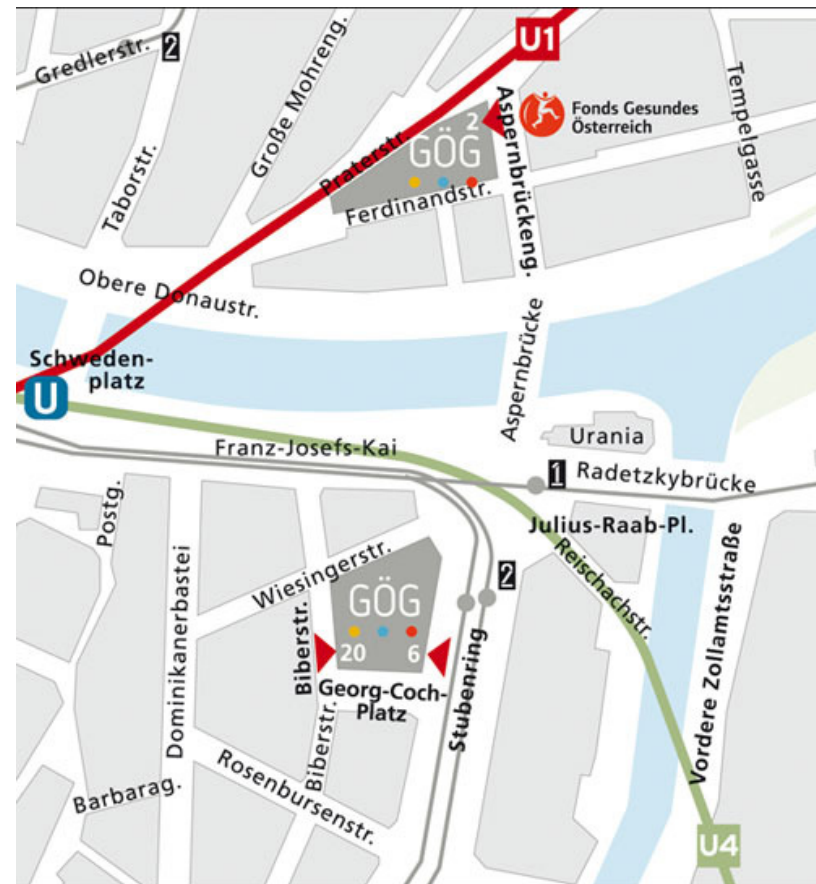 Gredlerstr.
2
Große Mohreng.
U1
Taborstr.
Praterstr.
2
GÖG
Aspernbrückeng.
Fonds Gesundes
Österreich
Tempelgasse
Ferdinandstr.
Obere Donaustr.
Schweden-
platz
U
Aspernbrücke
Urania
Franz-Josefs-Kai
1
Radetzkybrücke
Postg.
Julius-Raab-Pl.
Dominikanerbastei
Wiesingerstr.
Reischachstr.
2
GÖG
20
6
Biberstr.
Georg-Coch-
Platz
Stubenring
Vordere Zollamtsstraße
Biberstr.
Barbarag.
Rosenbursenstr.
U4